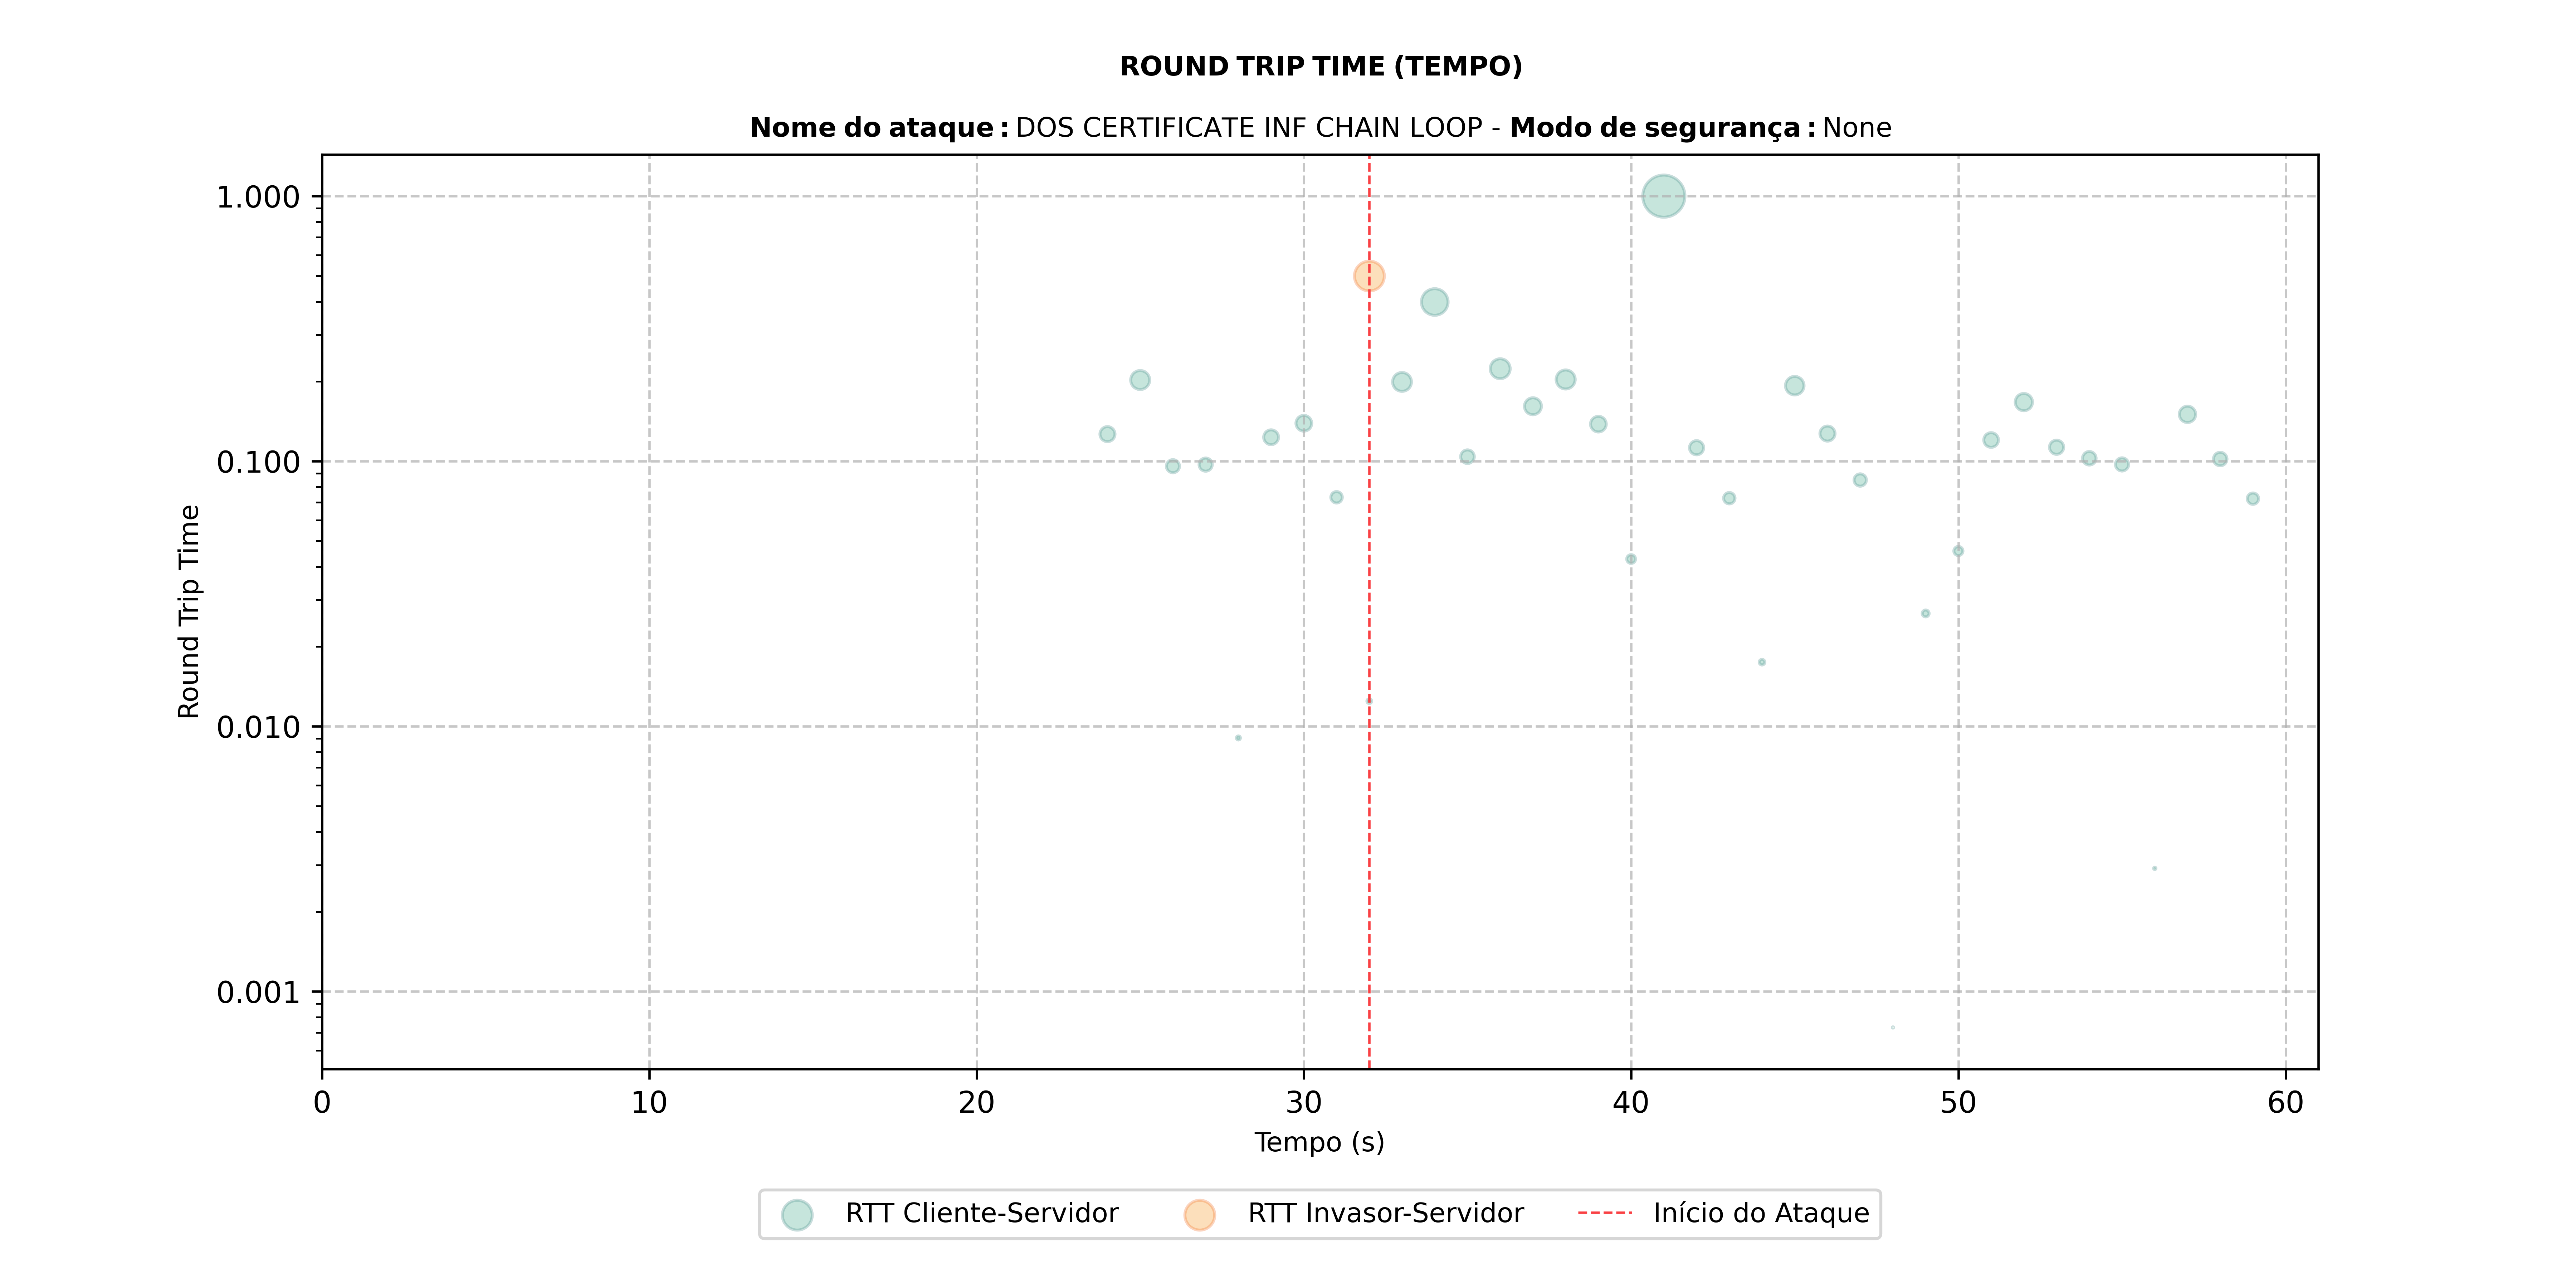 ROUND TRIP TIME (TEMPO)
Nome do ataque: DOS CERTIFICATE INF CHAIN LOOP - Modo de segurança: None
1.000
0.100
0.010
0.001
Round Trip Time
0 10 20 30 40 50 60
Tempo (s)
RTT Cliente-Servidor RTT Invasor-Servidor Início do Ataque